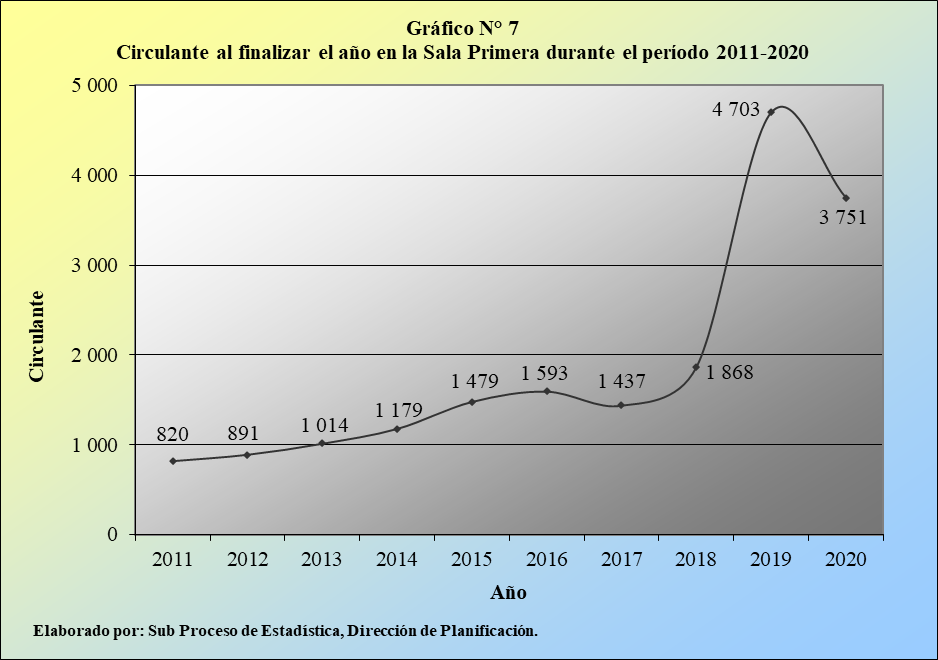 Gráfico N° 7
Circulante al finalizar el año en la Sala Primera durante el período 2011-2020
5 000
4 000
3 000
2 000
1 000
0
Circulante
820
891
1 014
1 179
1 479
1 593
1 437
1 868
4 703
3 751
2011 2012 2013 2014 2015 2016 2017 2018 2019 2020
Año
Elaborado por: Sub Proceso de Estadística, Dirección de Planificación.